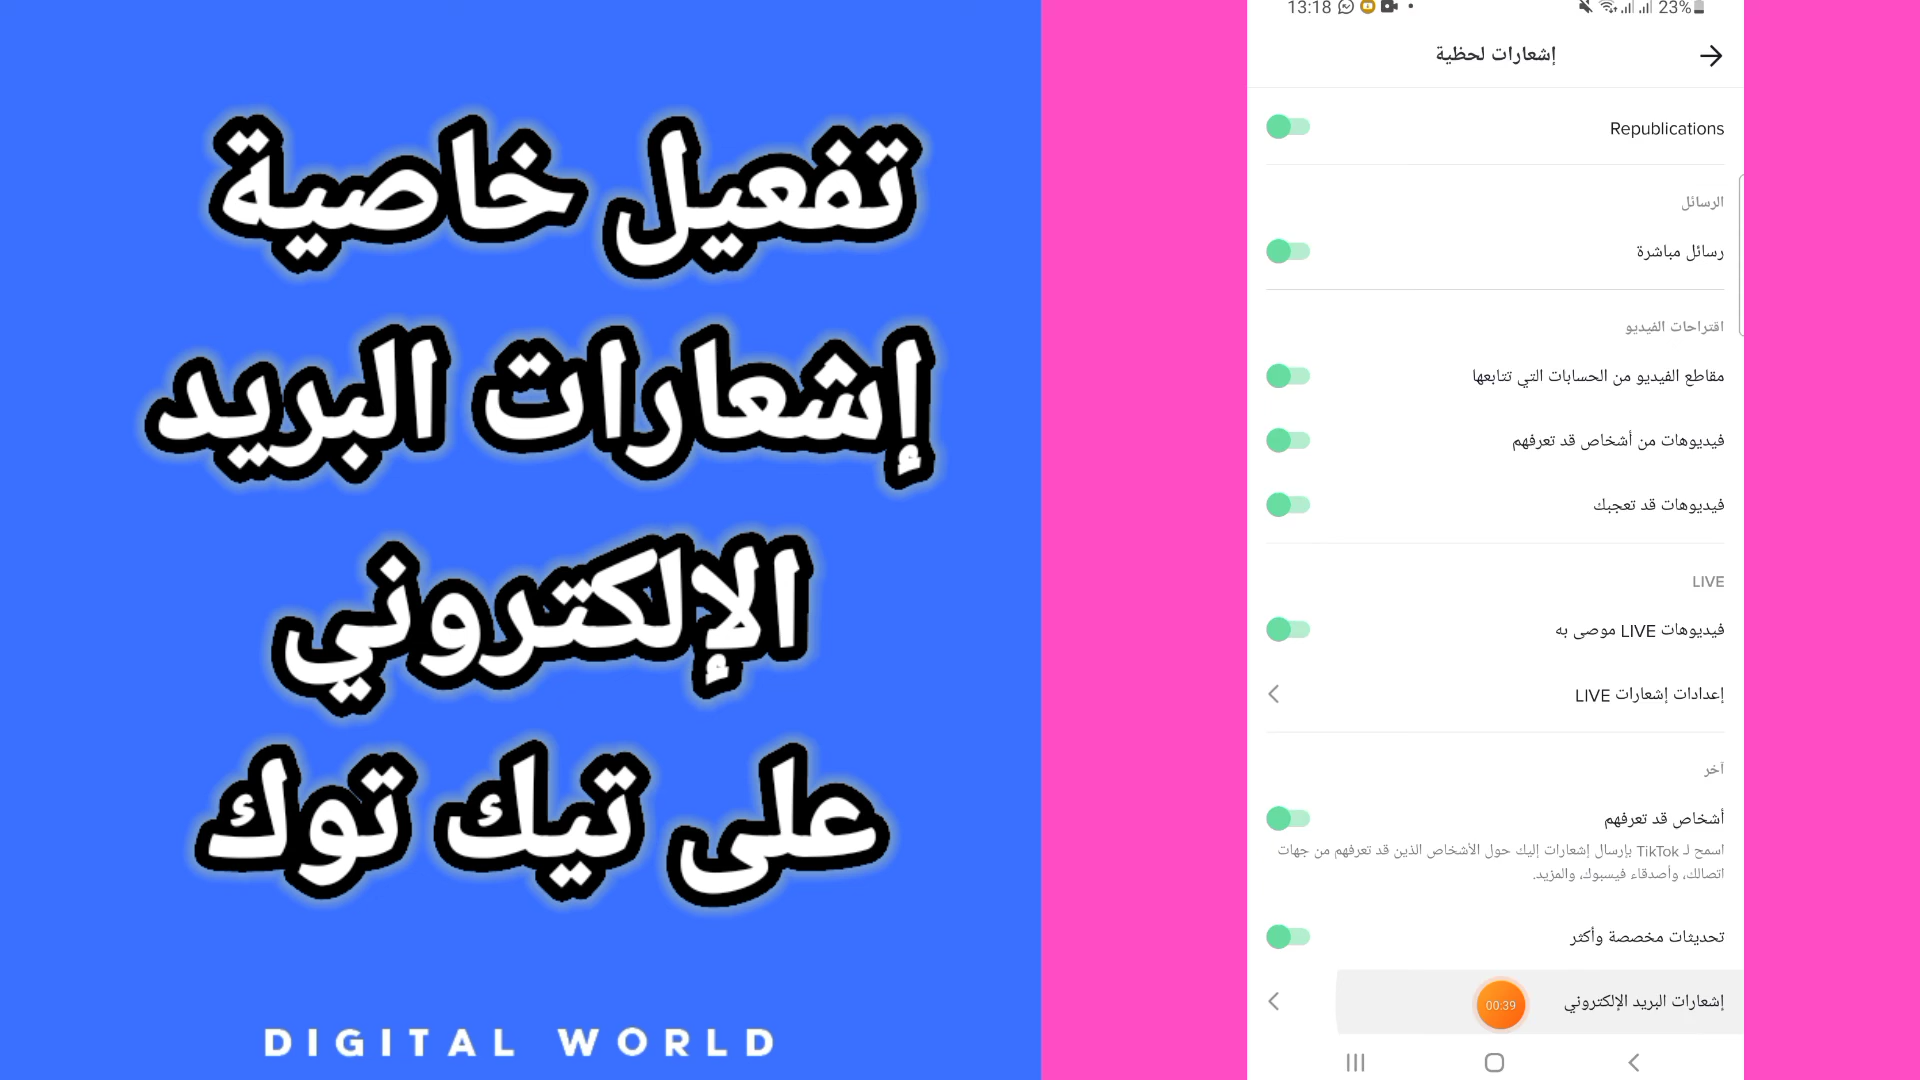 تفعيل خاصية
إشعارات البريد
الإلكتروني
على تيك توك
DIGITAL WORLD
13:18
23%
إشعارات لحظية
Republications
الرسائل
رسائل مباشرة
اقتراحات الفيديو
مقاطع الفيديو من الحسابات التي تتابعها
فيديوهات من أشخاص قد تعرفهم
فيديوهات قد تعجبك
LIVE
فيديوهات LIVE موصى به
إعدادات إشعارات LIVE
آخر
أشخاص قد تعرفهم
اسمح لـ TikTok بإرسال إشعارات إليك حول الأشخاص الذين قد تعرفهم من جهات
اتصالك، وأصدقاء فيسبوك، والمزيد.
تحديثات مخصصة وأكثر
إشعارات البريد الإلكتروني
00:39